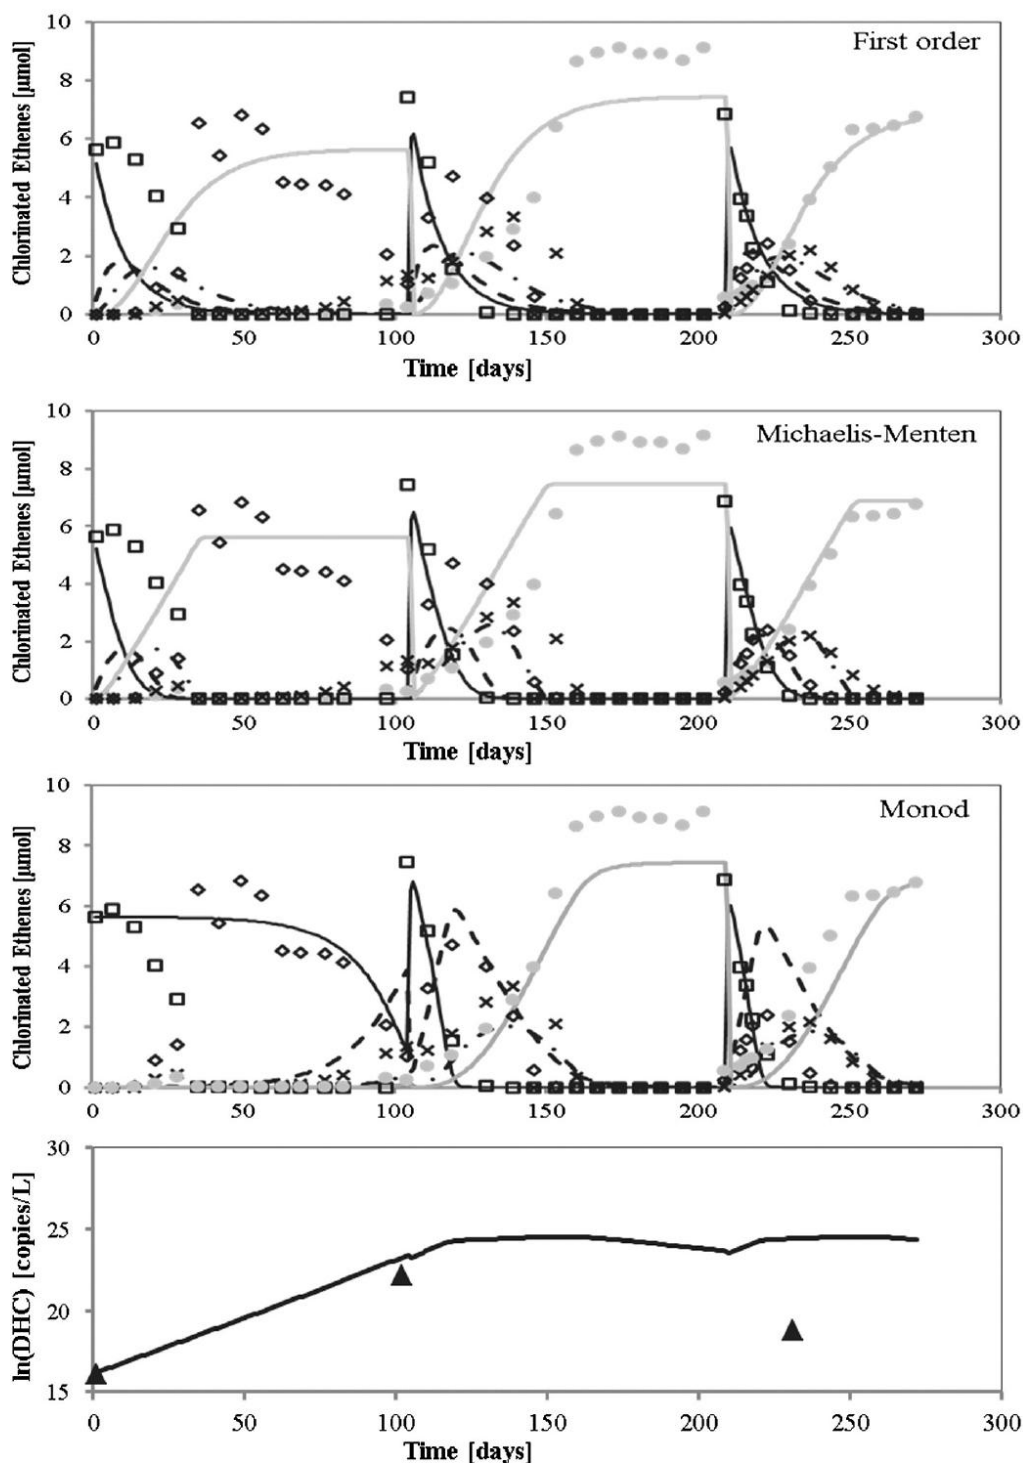 First order
Chlorinated Ethenes [µmol]
10
8
6
4
2
0
0 50 100 150 200 250 300
Time [days]
Michaelis-Menten
Chlorinated Ethenes [µmol]
10
8
6
4
2
0
0 50 100 150 200 250 300
Time [days]
Monod
Chlorinated Ethenes [µmol]
10
8
6
4
2
0
0 50 100 150 200 250 300
ln(DHC) [copies/L]
30
25
20
15
0 50 100 150 200 250 300
Time [days]